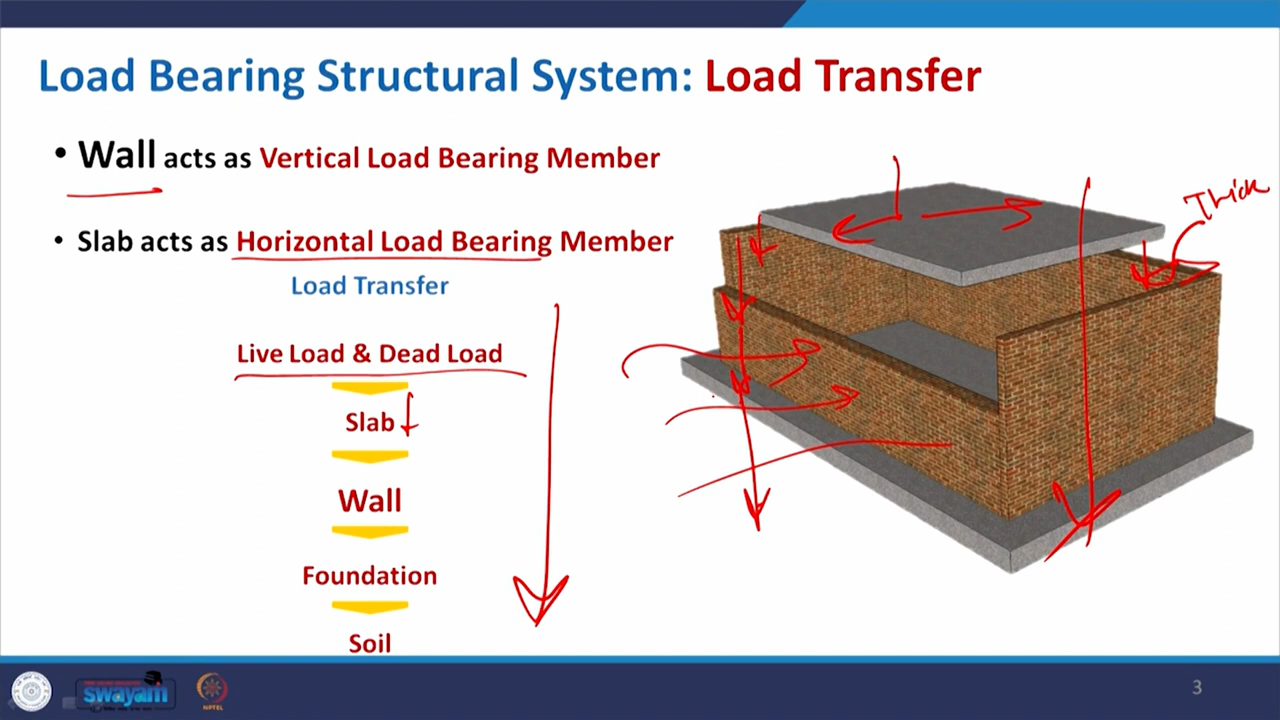 Load Bearing Structural System: Load Transfer
• Wall acts as Vertical Load Bearing Member
• Slab acts as Horizontal Load Bearing Member
Load Transfer
Live Load & Dead Load
Slab
Wall
Foundation
Soil
Thick
swayam
NPTEL
3